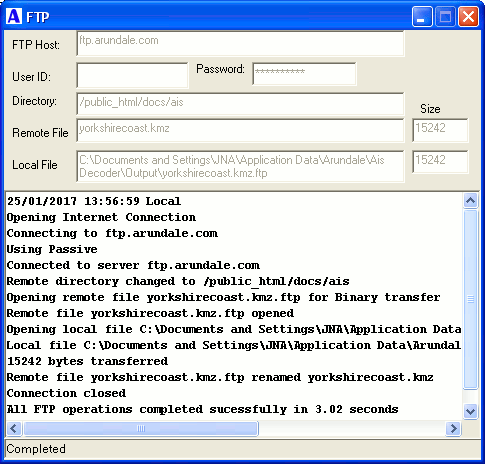 A FTP
FTP Host: ftp.arundale.com
User ID: Password: **********
Directory: /public_html/docs/ais
Size
Remote File yorkshirecoast.kmz 15242
Local File C:\Documents and Settings\JNA\Application Data\Arundale\Ais 15242
Decoder\Output\yorkshirecoast.kmz.ftp
25/01/2017 13:56:59 Local
Opening Internet Connection
Connecting to ftp.arundale.com
Using Passive
Connected to server ftp.arundale.com
Remote directory changed to /public_html/docs/ais
Opening remote file yorkshirecoast.kmz.ftp for Binary transfer
Remote file yorkshirecoast.kmz.ftp opened
Opening local file C:\Documents and Settings\JNA\Application Data
Local file C:\Documents and Settings\JNA\Application Data\Arundal
15242 bytes transferred
Remote file yorkshirecoast.kmz.ftp renamed yorkshirecoast.kmz
Connection closed
All FTP operations completed sucessfully in 3.02 seconds
Completed